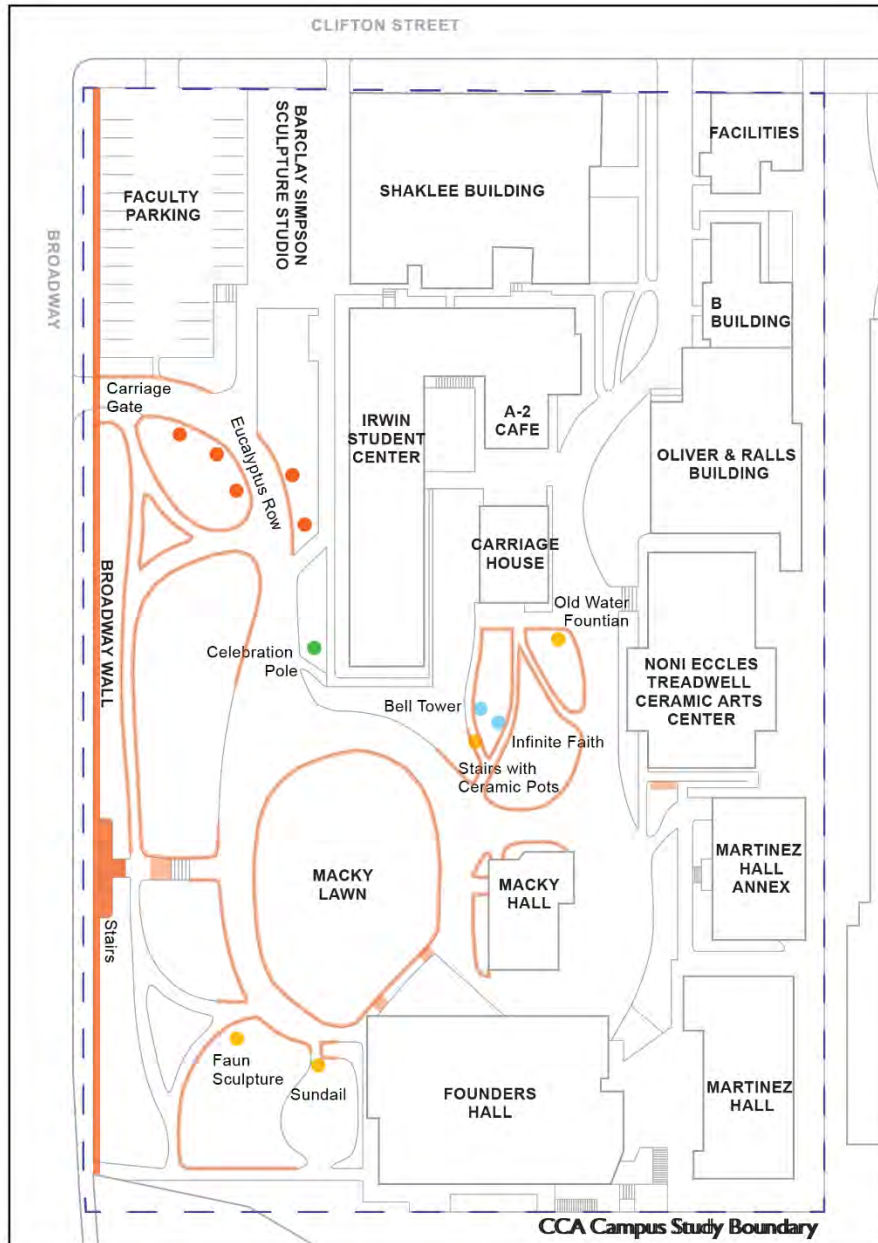 CLIFTON STREET
BROADWAY
FACULTY
PARKING
BARCLAY SIMPSON
SCULPTURE STUDIO
SHAKLEE BUILDING
FACILITIES
B
BUILDING
Carriage
Gate
Eucalyptus Row
IRWIN
STUDENT
CENTER
A-2
CAFE
OLIVER & RALLS
BUILDING
CARRIAGE
HOUSE
BROADWAY WALL
Old Water
Fountian
Celebration
Pole
NONI ECCLES
TREADWELL
CERAMIC ARTS
CENTER
Bell Tower
Infinite Faith
Stairs with
Ceramic Pots
MACKY
LAWN
MACKY
HALL
MARTINEZ
HALL
ANNEX
Stairs
Faun
Sculpture
Sundail
FOUNDERS
HALL
MARTINEZ
HALL
CCA Campus Study Boundary